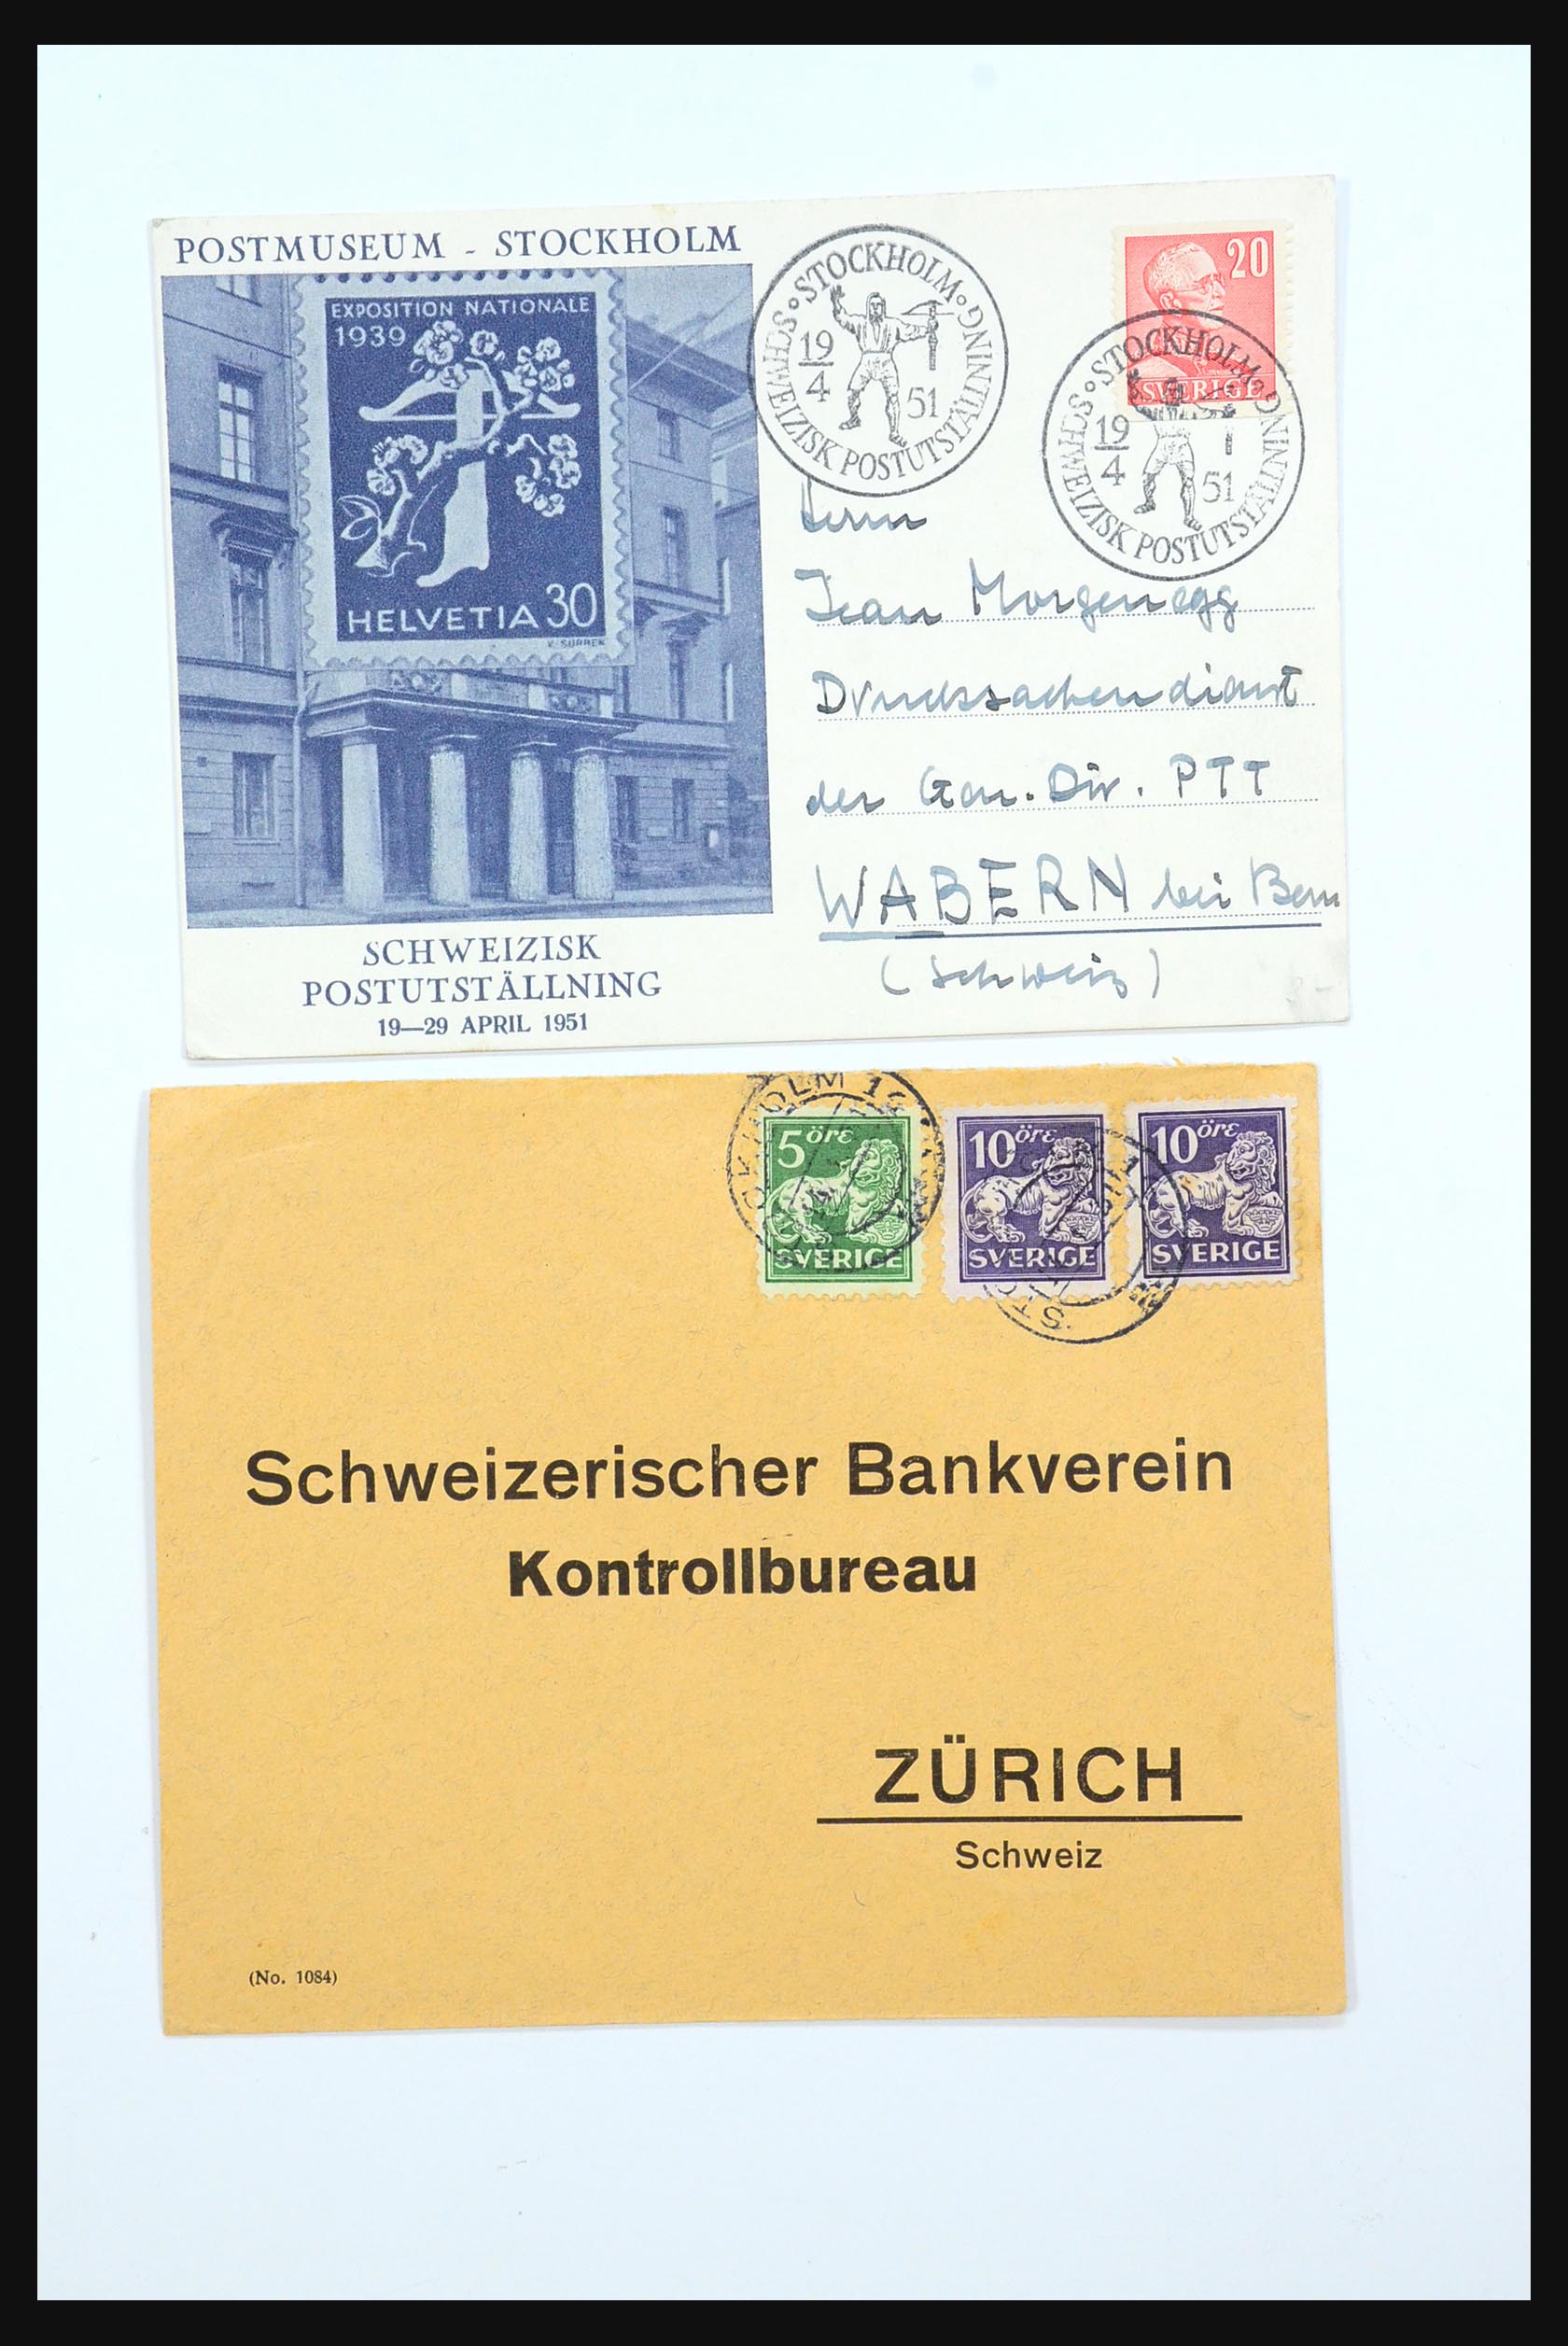 POSTMUSEUM - STOCKHOLM
EXPOSITION NATIONALE
1939
HELVETIA 30
SCHWEIZISK
POSTUTSTÄLLNING
19—29 APRIL 1951
STOCKHOLM
19
4
51
SCHWEIZISK POSTUTSTÄLLNING
20
SVERIGE
STOCKHOLM
19
4
51
SCHWEIZISK POSTUTSTÄLLNING
Herrn
Jean Morgenegg
Drucksachendienst
der Gen. Dir. PTT
WABERN bei Bern
(Schweiz)
5 öre
SVERIGE
10 öre
SVERIGE
10 öre
SVERIGE
Schweizerischer Bankverein
Kontrollbureau
ZÜRICH
Schweiz
(No. 1084)